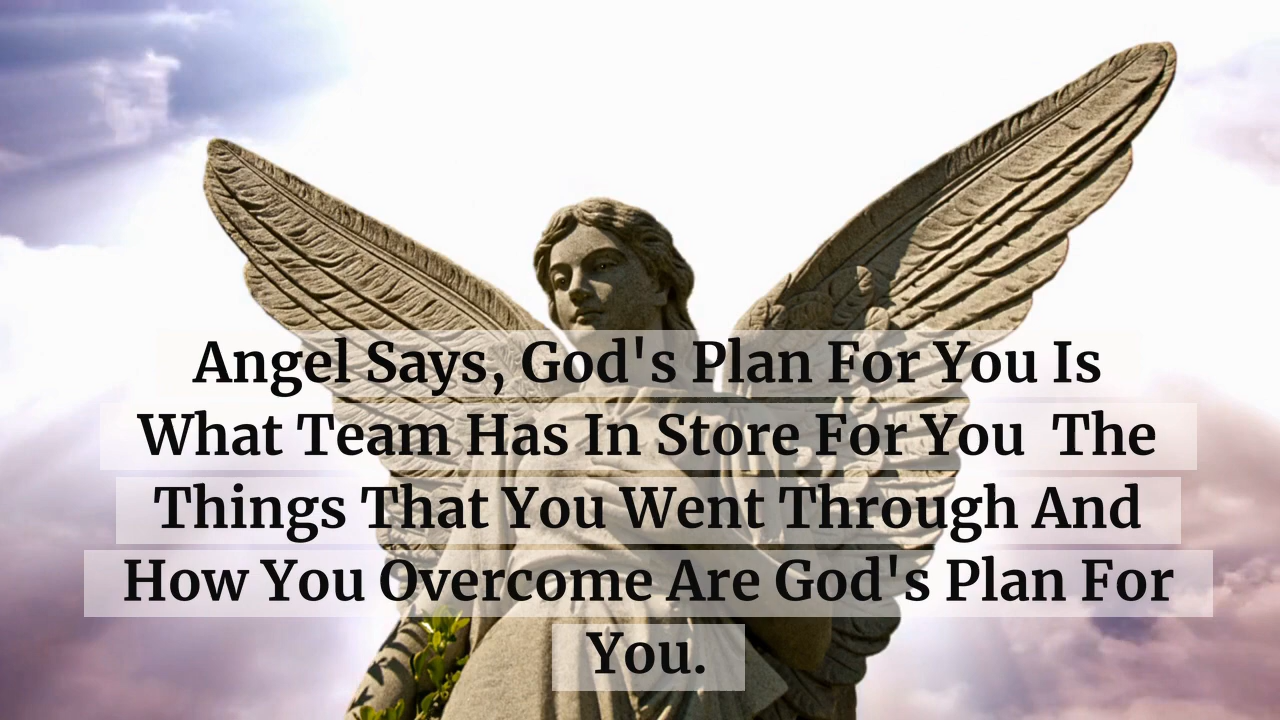 Angel Says, God's Plan For You Is
What Team Has In Store For You  The
Things That You Went Through And
How You Overcome Are God's Plan For
You.